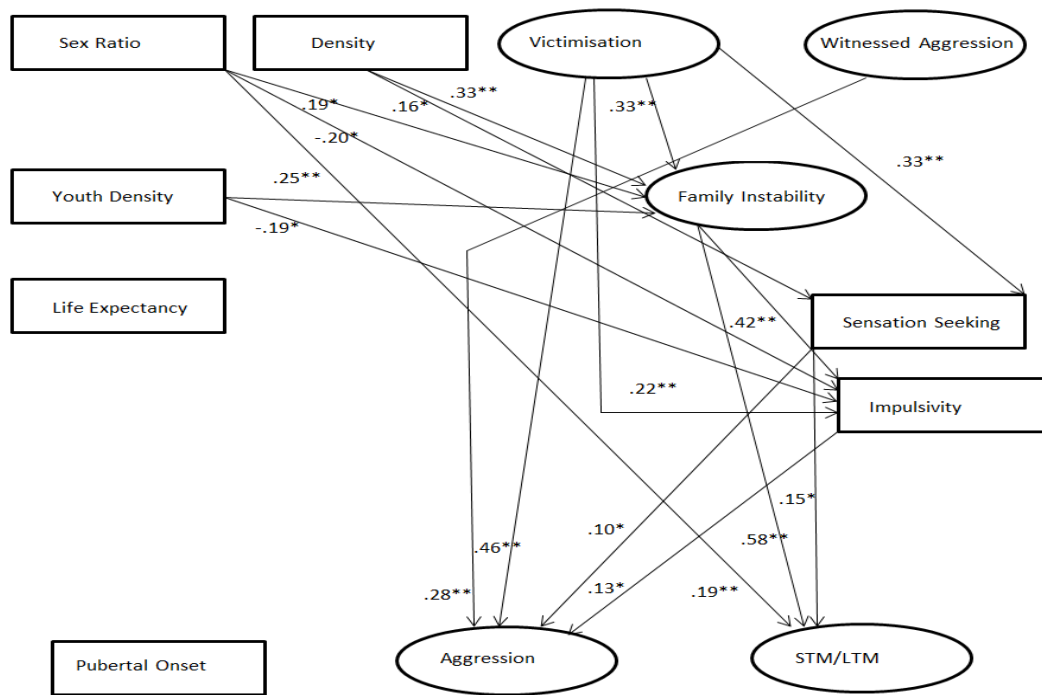 Sex Ratio
Density
Victimisation
Witnessed Aggression
.33**
.19*
.16*
.33**
-.20*
.33**
.25**
Youth Density
Family Instability
-.19*
Life Expectancy
.42**
Sensation Seeking
.22**
Impulsivity
.15*
.10*
.58**
.46**
.13*
.28**
.19**
Aggression
STM/LTM
Pubertal Onset